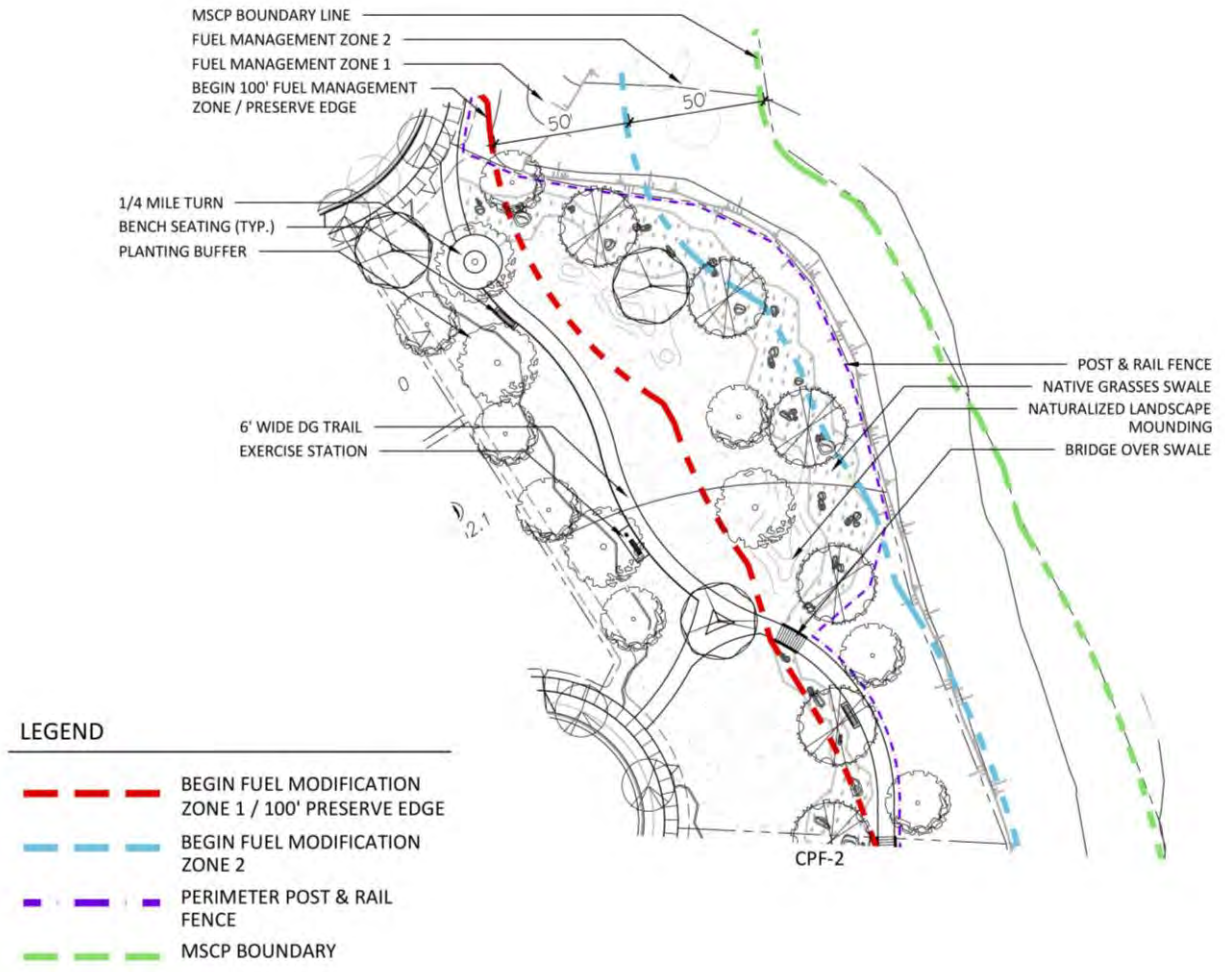 MSCP BOUNDARY LINE
FUEL MANAGEMENT ZONE 2
FUEL MANAGEMENT ZONE 1
BEGIN 100' FUEL MANAGEMENT
ZONE / PRESERVE EDGE
50'
50'
1/4 MILE TURN
BENCH SEATING (TYP.)
PLANTING BUFFER
POST & RAIL FENCE
NATIVE GRASSES SWALE
NATURALIZED LANDSCAPE
MOUNDING
BRIDGE OVER SWALE
6' WIDE DG TRAIL
EXERCISE STATION
CPF-2
LEGEND
BEGIN FUEL MODIFICATION
ZONE 1 / 100' PRESERVE EDGE
BEGIN FUEL MODIFICATION
ZONE 2
PERIMETER POST & RAIL
FENCE
MSCP BOUNDARY